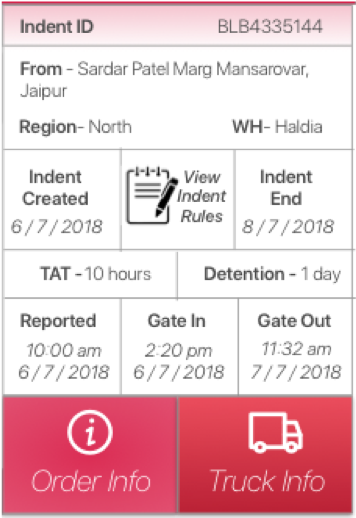 Indent ID BLB4335144
From - Sardar Patel Marg Mansarovar,
Jaipur
Region- North WH- Haldia
Indent
Created
6/7/2018
View
Indent
Rules
Indent
End
8/7/2018
TAT -10 hours Detention - 1 day
Reported
10:00 am
6/7/2018
Gate In
2:20 pm
6/7/2018
Gate Out
11:32 am
7/7/2018
Order Info
Truck Info